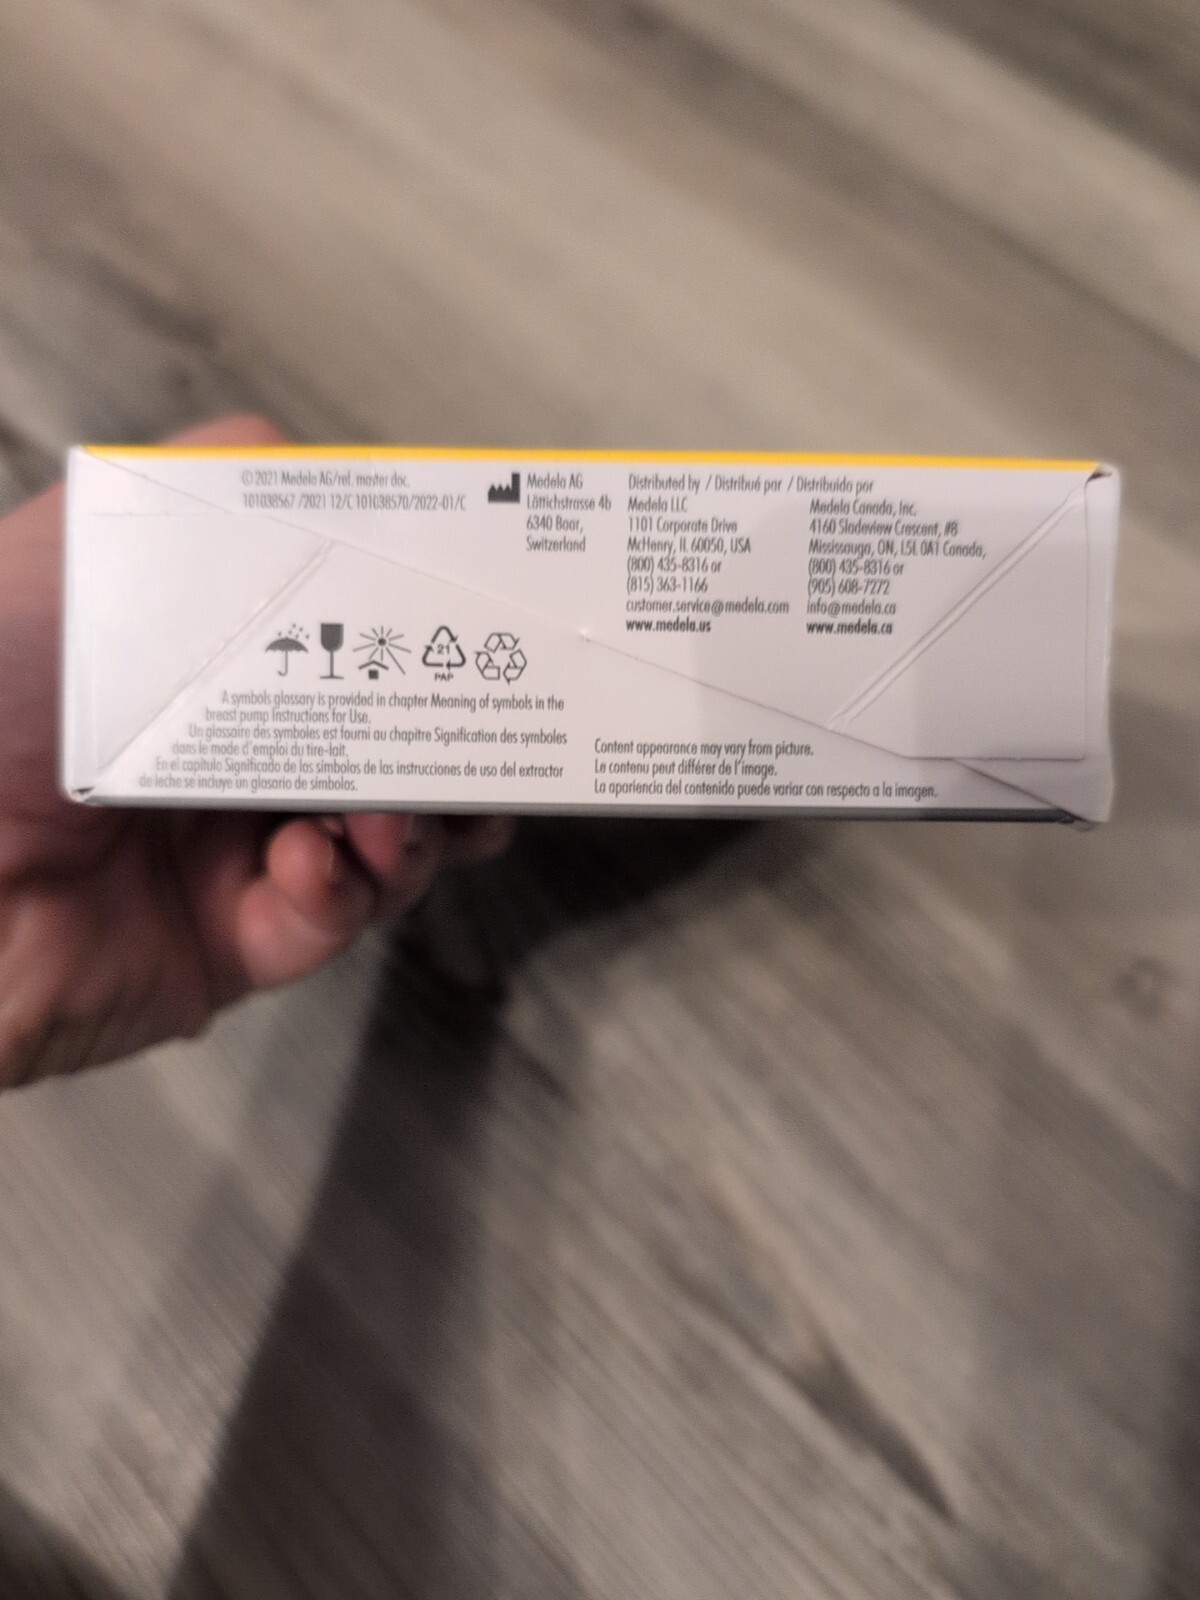 © 2021 Medela AG/rel. master doc.
101038567 /2021 12/C 101038570/2022-01/C
Medela AG
Lättichstrasse 4b
6340 Baar,
Switzerland
Distributed by / Distribué par / Distribuido por
Medela LLC
1101 Corporate Drive
McHenry, IL 60050, USA
(800) 435-8316 or
(815) 363-1166
customer.service@medela.com
www.medela.us
Medela Canada, Inc.
4160 Sladeview Crescent, #8
Mississauga, ON, L5L 0A1 Canada,
(800) 435-8316 or
(905) 608-7272
info@medela.ca
www.medela.ca
21
PAP
A symbols glossary is provided in chapter Meaning of symbols in the
breast pump Instructions for Use.
Un glossaire des symboles est fourni au chapitre Signification des symboles
dans le mode d'emploi du tire-lait.
En el capítulo Significado de los símbolos de las instrucciones de uso del extractor
de leche se incluye un glosario de símbolos.
Content appearance may vary from picture.
Le contenu peut différer de l'image.
La apariencia del contenido puede variar con respecto a la imagen.